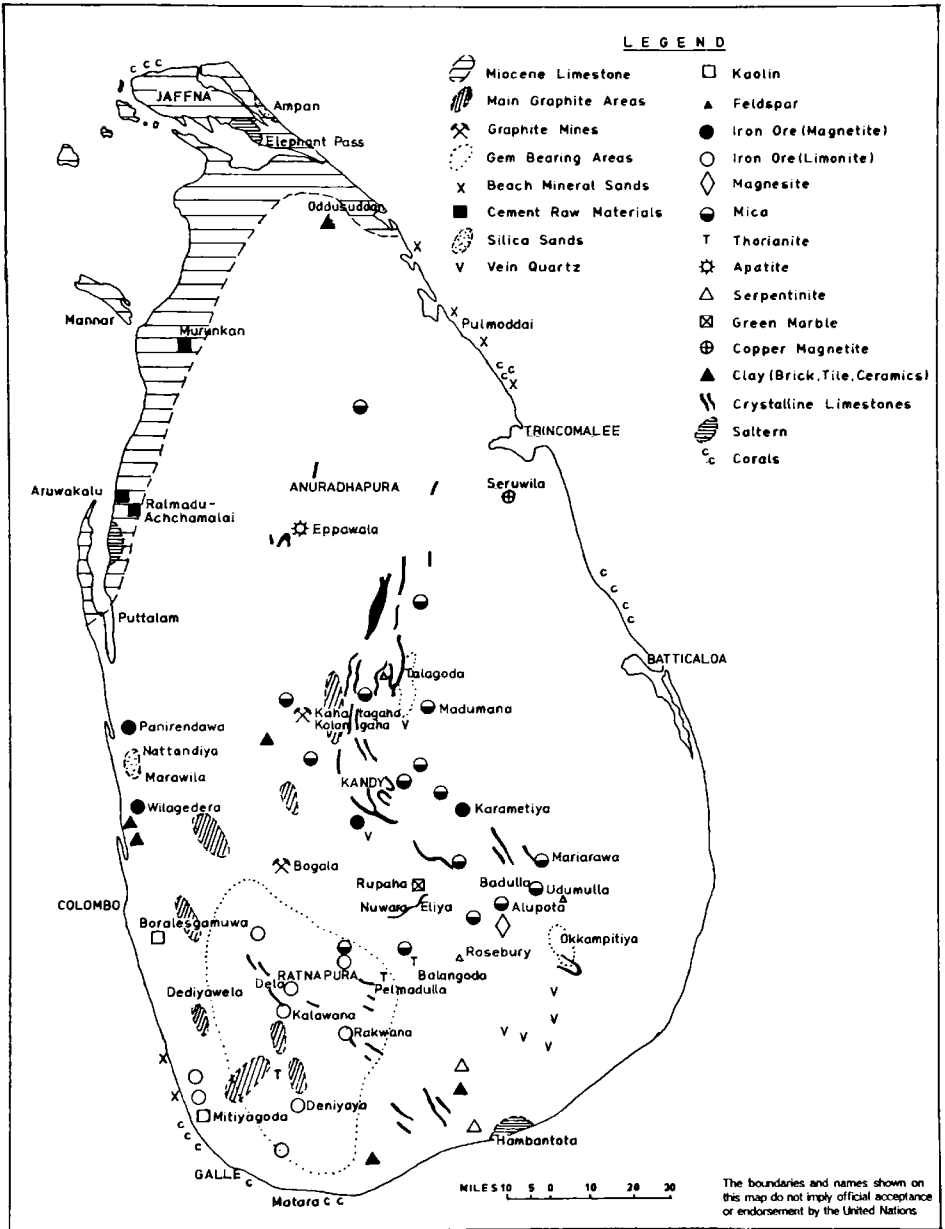 LEGEND
Miocene Limestone
Main Graphite Areas
Graphite Mines
Gem Bearing Areas
x Beach Mineral Sands
Cement Raw Materials
Silica Sands
v Vein Quartz
Kaolin
Feldspar
Iron Ore (Magnetite)
Iron Ore (Limonite)
Magnesite
Mica
T Thorianite
Apatite
Serpentinite
Green Marble
Copper Magnetite
Clay (Brick, Tile, Ceramics)
Crystalline Limestones
Saltern
c c Corals
c c c
JAFFNA
Ampan
Elephant Pass
Oddusuddan
x
Mannar
x
Pulmoddai
Murunkan
x
c c
x
TRINCOMALEE
Aruwakalu
ANURADHAPURA
Seruwila
Ralmadu-
Achchamalai
Eppawala
c
c
c
c
Puttalam
BATTICALOA
Talagoda
Madumana
Kahatagaha,
Kolongaha
v
Panirendawa
Nattandiya
Marawila
KANDY
Wilagedera
Karametiya
v
Bogala
Mariarawa
Rupaha
Badulla
Udumulla
COLOMBO
Nuwara Eliya
Alupota
Boralesgamuwa
Okkampitiya
Rosebury
RATNAPURA
T
T
Balangoda
Dela
Pelmadulla
Dediyawela
v
Kalawana
v
Rakwana
v
v
v
x
T
x
Deniyaya
Mitiyagoda
c
c
c
Hambantota
GALLE
c
Matara c c
MILES 10 5 0 10 20 30
The boundaries and names shown on
this map do not imply official acceptance
or endorsement by the United Nations